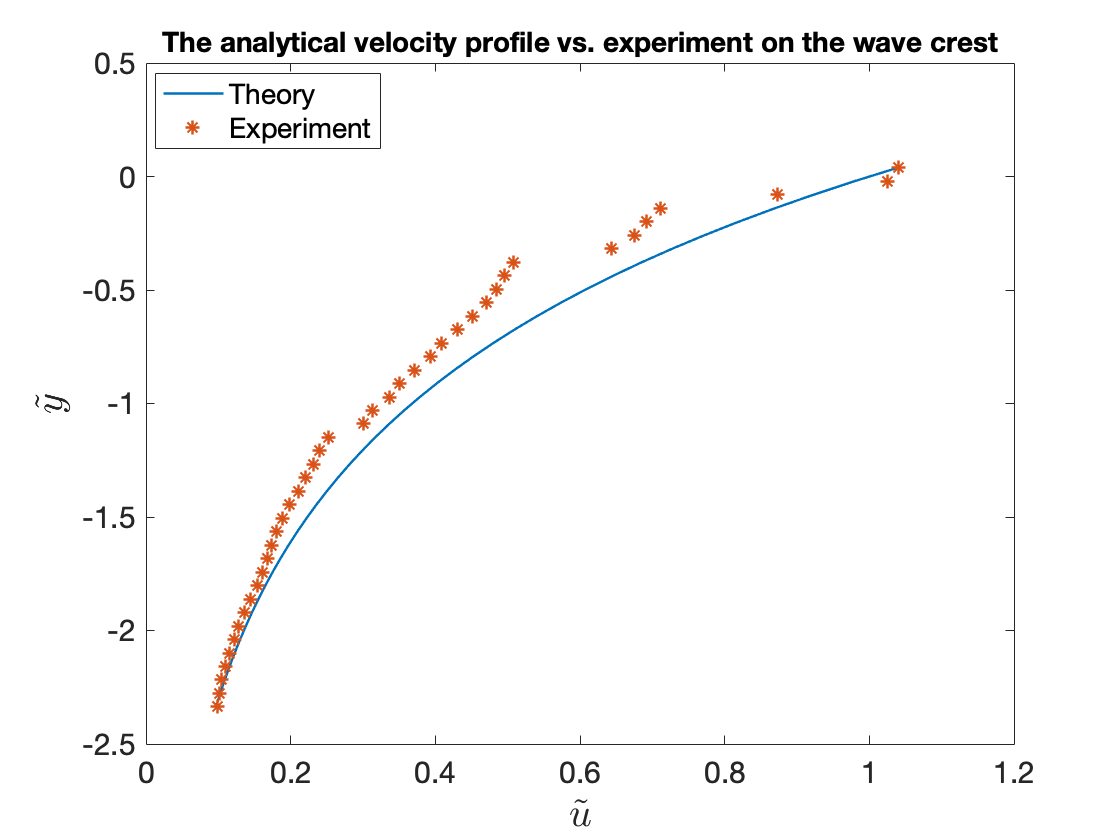 The analytical velocity profile vs. experiment on the wave crest
Theory
Experiment
0.5
0
-0.5
-1
-1.5
-2
-2.5
ỹ
0
0.2
0.4
0.6
0.8
1
1.2
ũ